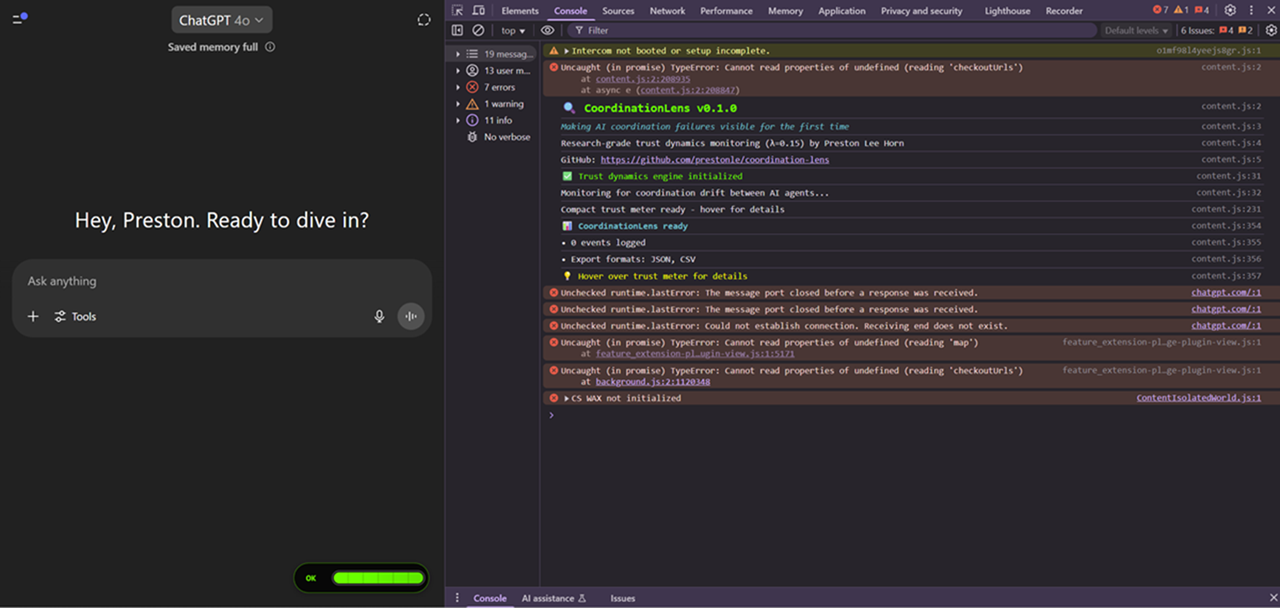 ChatGPT 4o
Saved memory full
Hey, Preston. Ready to dive in?
Ask anything
Tools
OK
Elements Console Sources Network Performance Memory Application Privacy and security Lighthouse Recorder 7 1 4
top Filter Default levels 6 Issues: 4 2
19 messag...
13 user m...
7 errors
1 warning
11 info
No verbose
Intercom not booted or setup incomplete. o1mf98l4yeejs8gr.js:1
Uncaught (in promise) TypeError: Cannot read properties of undefined (reading 'checkoutUrls') content.js:2
at content.js:2:208935
at async e (content.js:2:208847)
CoordinationLens v0.1.0 content.js:2
Making AI coordination failures visible for the first time content.js:3
Research-grade trust dynamics monitoring (λ=0.15) by Preston Lee Horn content.js:4
GitHub: https://github.com/prestonle/coordination-lens content.js:5
Trust dynamics engine initialized content.js:31
Monitoring for coordination drift between AI agents... content.js:32
Compact trust meter ready - hover for details content.js:231
CoordinationLens ready content.js:354
• 0 events logged content.js:355
• Export formats: JSON, CSV content.js:356
Hover over trust meter for details content.js:357
Unchecked runtime.lastError: The message port closed before a response was received. chatgpt.com/:1
Unchecked runtime.lastError: The message port closed before a response was received. chatgpt.com/:1
Unchecked runtime.lastError: Could not establish connection. Receiving end does not exist. chatgpt.com/:1
Uncaught (in promise) TypeError: Cannot read properties of undefined (reading 'map') feature_extension-pl…ge-plugin-view.js:1
at feature_extension-pl…ugin-view.js:1:5171
Uncaught (in promise) TypeError: Cannot read properties of undefined (reading 'checkoutUrls') feature_extension-pl…ge-plugin-view.js:1
at background.js:2:1120348
CS WAX not initialized ContentIsolatedWorld.js:1
Console AI assistance Issues